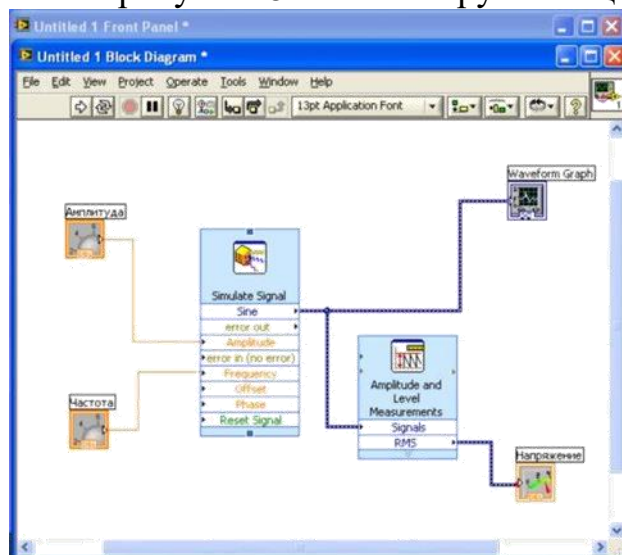 Untitled 1 Front Panel *
Untitled 1 Block Diagram *
File Edit View Project Operate Tools Window Help
13pt Application Font
1
Waveform Graph
Амплитуда
Simulate Signal
Sine
error out
Amplitude
error in (no error)
Frequency
Offset
Phase
Reset Signal
Частота
Amplitude and
Level
Measurements
Signals
RMS
Напряжение